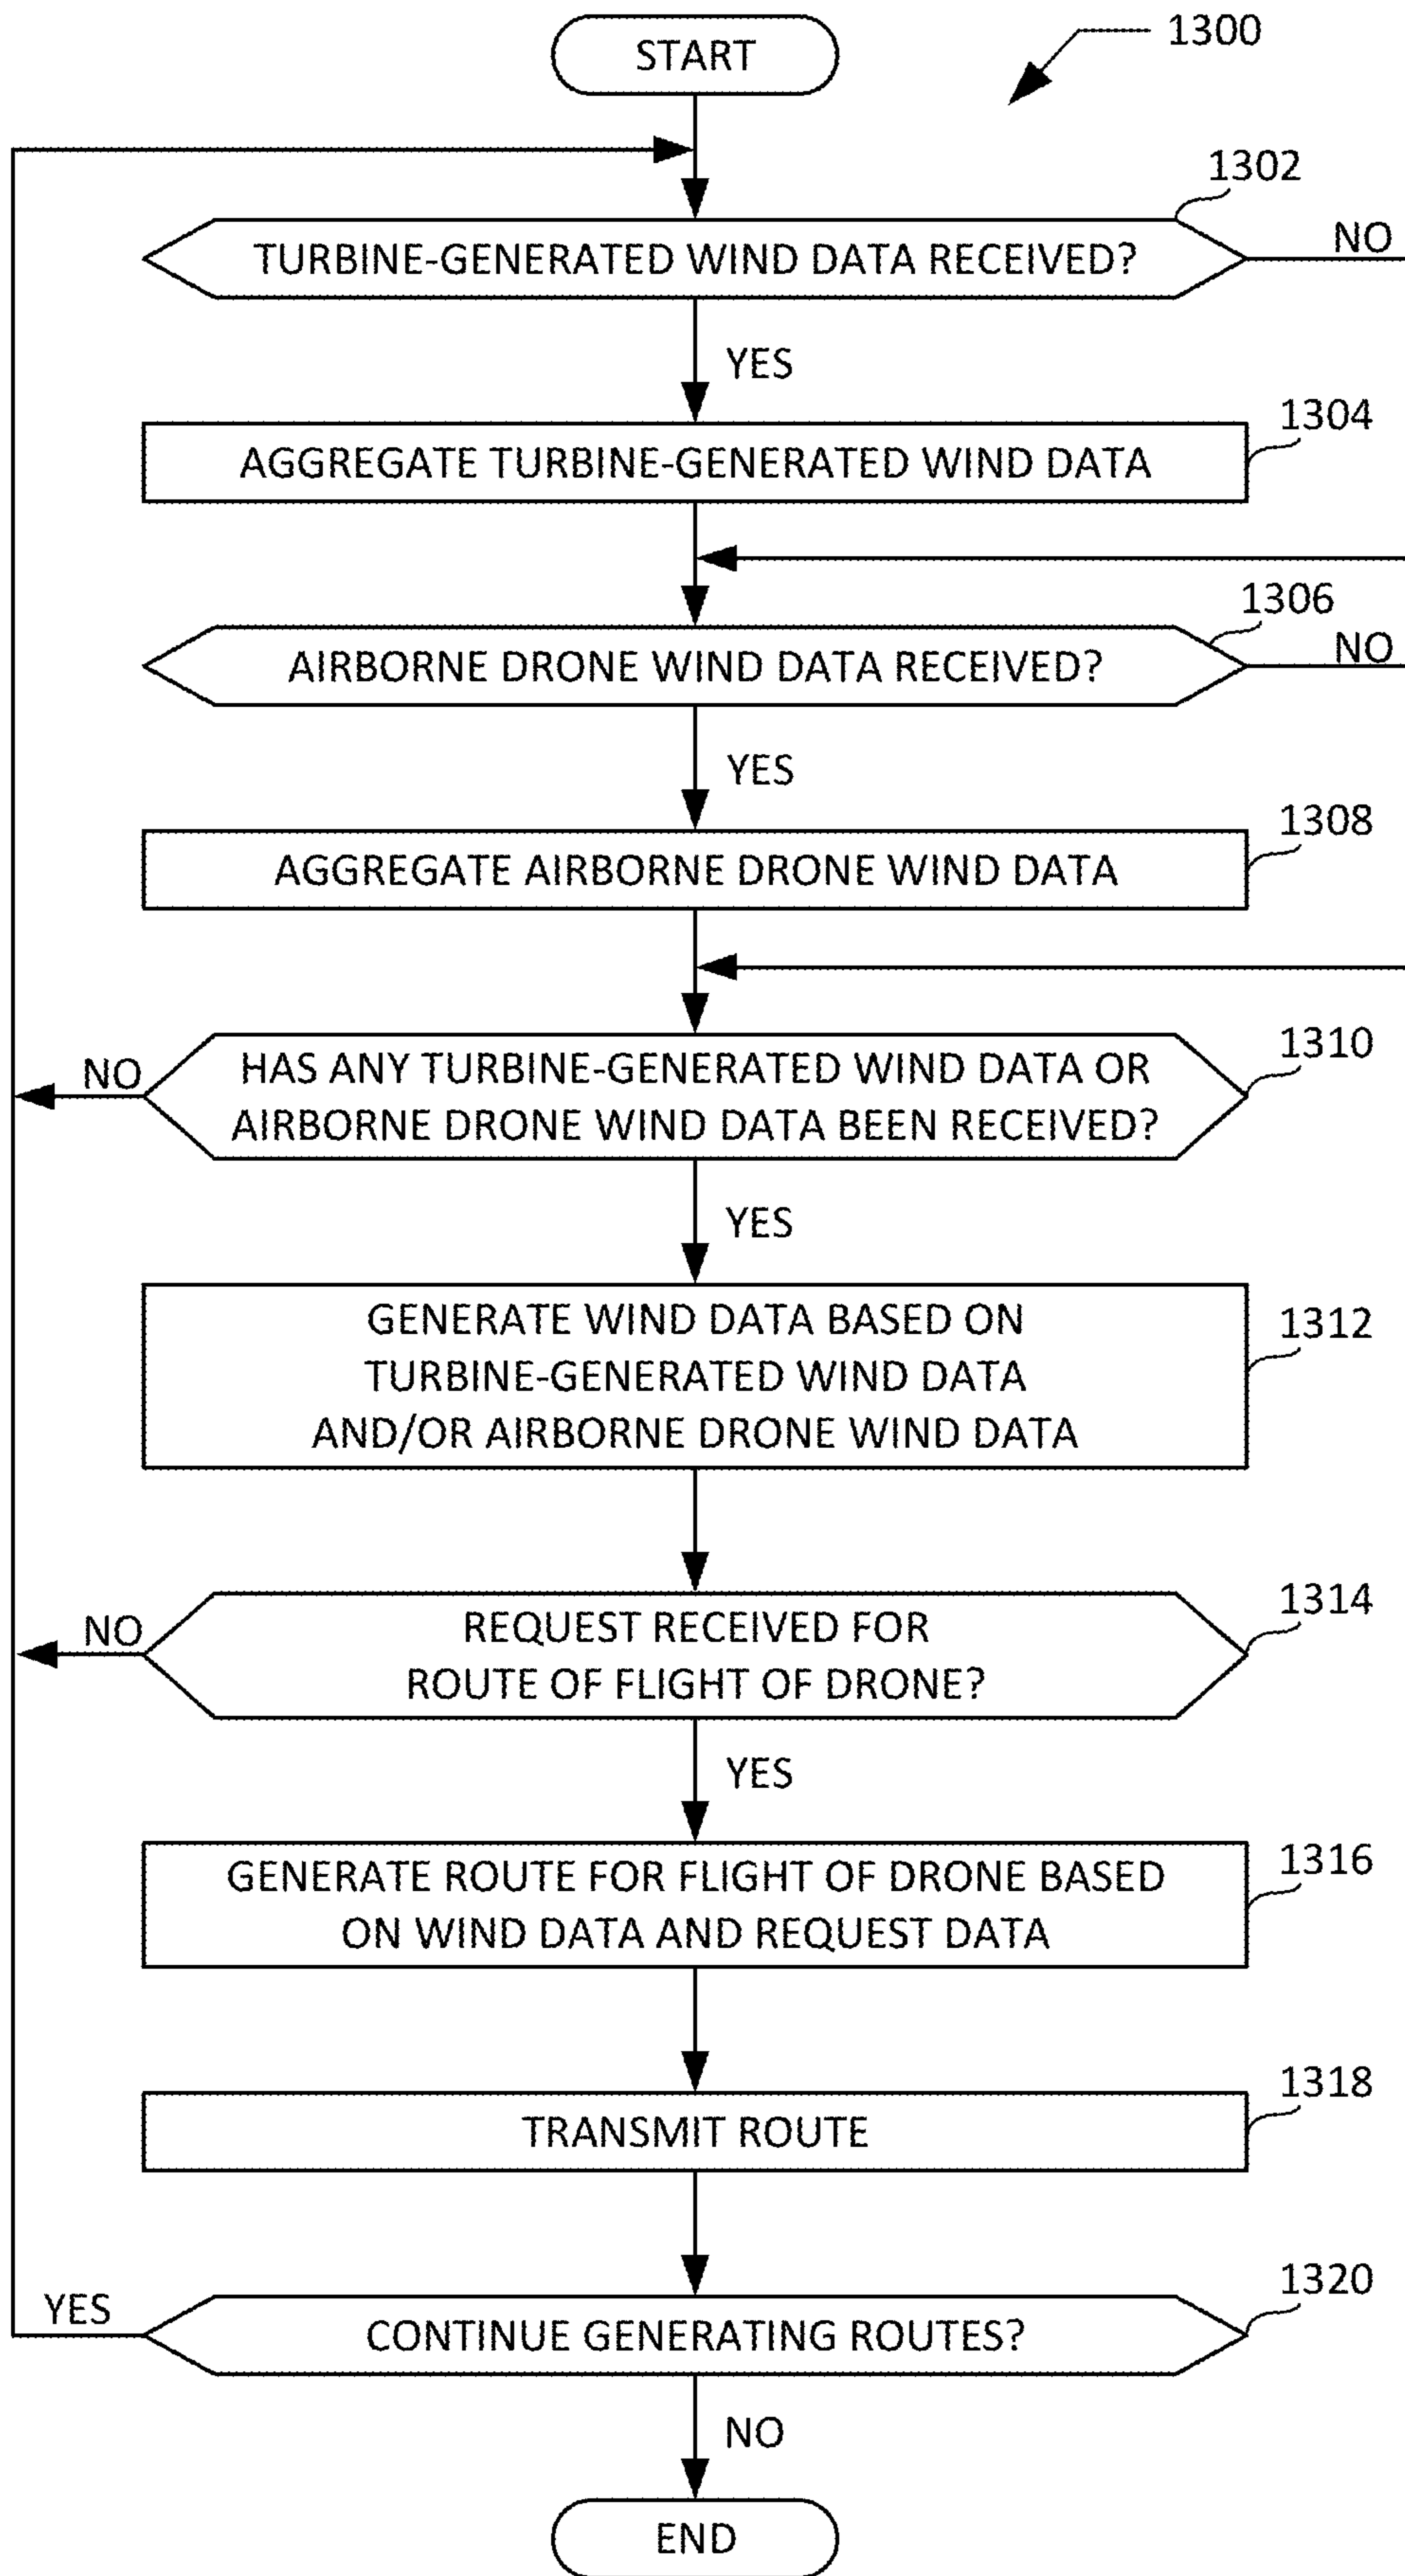 START
1300
1302
TURBINE-GENERATED WIND DATA RECEIVED?
NO
YES
1304
AGGREGATE TURBINE-GENERATED WIND DATA
1306
AIRBORNE DRONE WIND DATA RECEIVED?
NO
YES
1308
AGGREGATE AIRBORNE DRONE WIND DATA
1310
NO
HAS ANY TURBINE-GENERATED WIND DATA OR
AIRBORNE DRONE WIND DATA BEEN RECEIVED?
YES
1312
GENERATE WIND DATA BASED ON
TURBINE-GENERATED WIND DATA
AND/OR AIRBORNE DRONE WIND DATA
1314
NO
REQUEST RECEIVED FOR
ROUTE OF FLIGHT OF DRONE?
YES
1316
GENERATE ROUTE FOR FLIGHT OF DRONE BASED
ON WIND DATA AND REQUEST DATA
1318
TRANSMIT ROUTE
1320
YES
CONTINUE GENERATING ROUTES?
NO
END